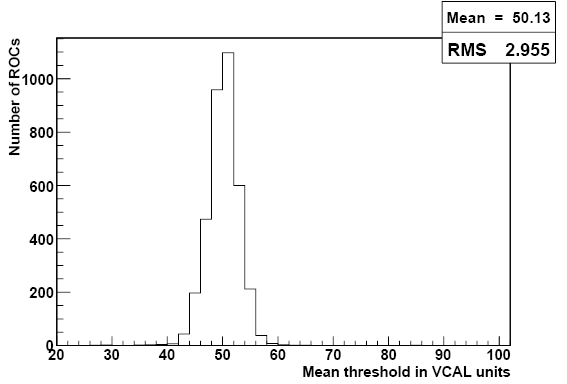 Mean = 50.13
RMS 2.955
Number of ROCs
1000
800
600
400
200
0
20 30 40 50 60 70 80 90 100
Mean threshold in VCAL units